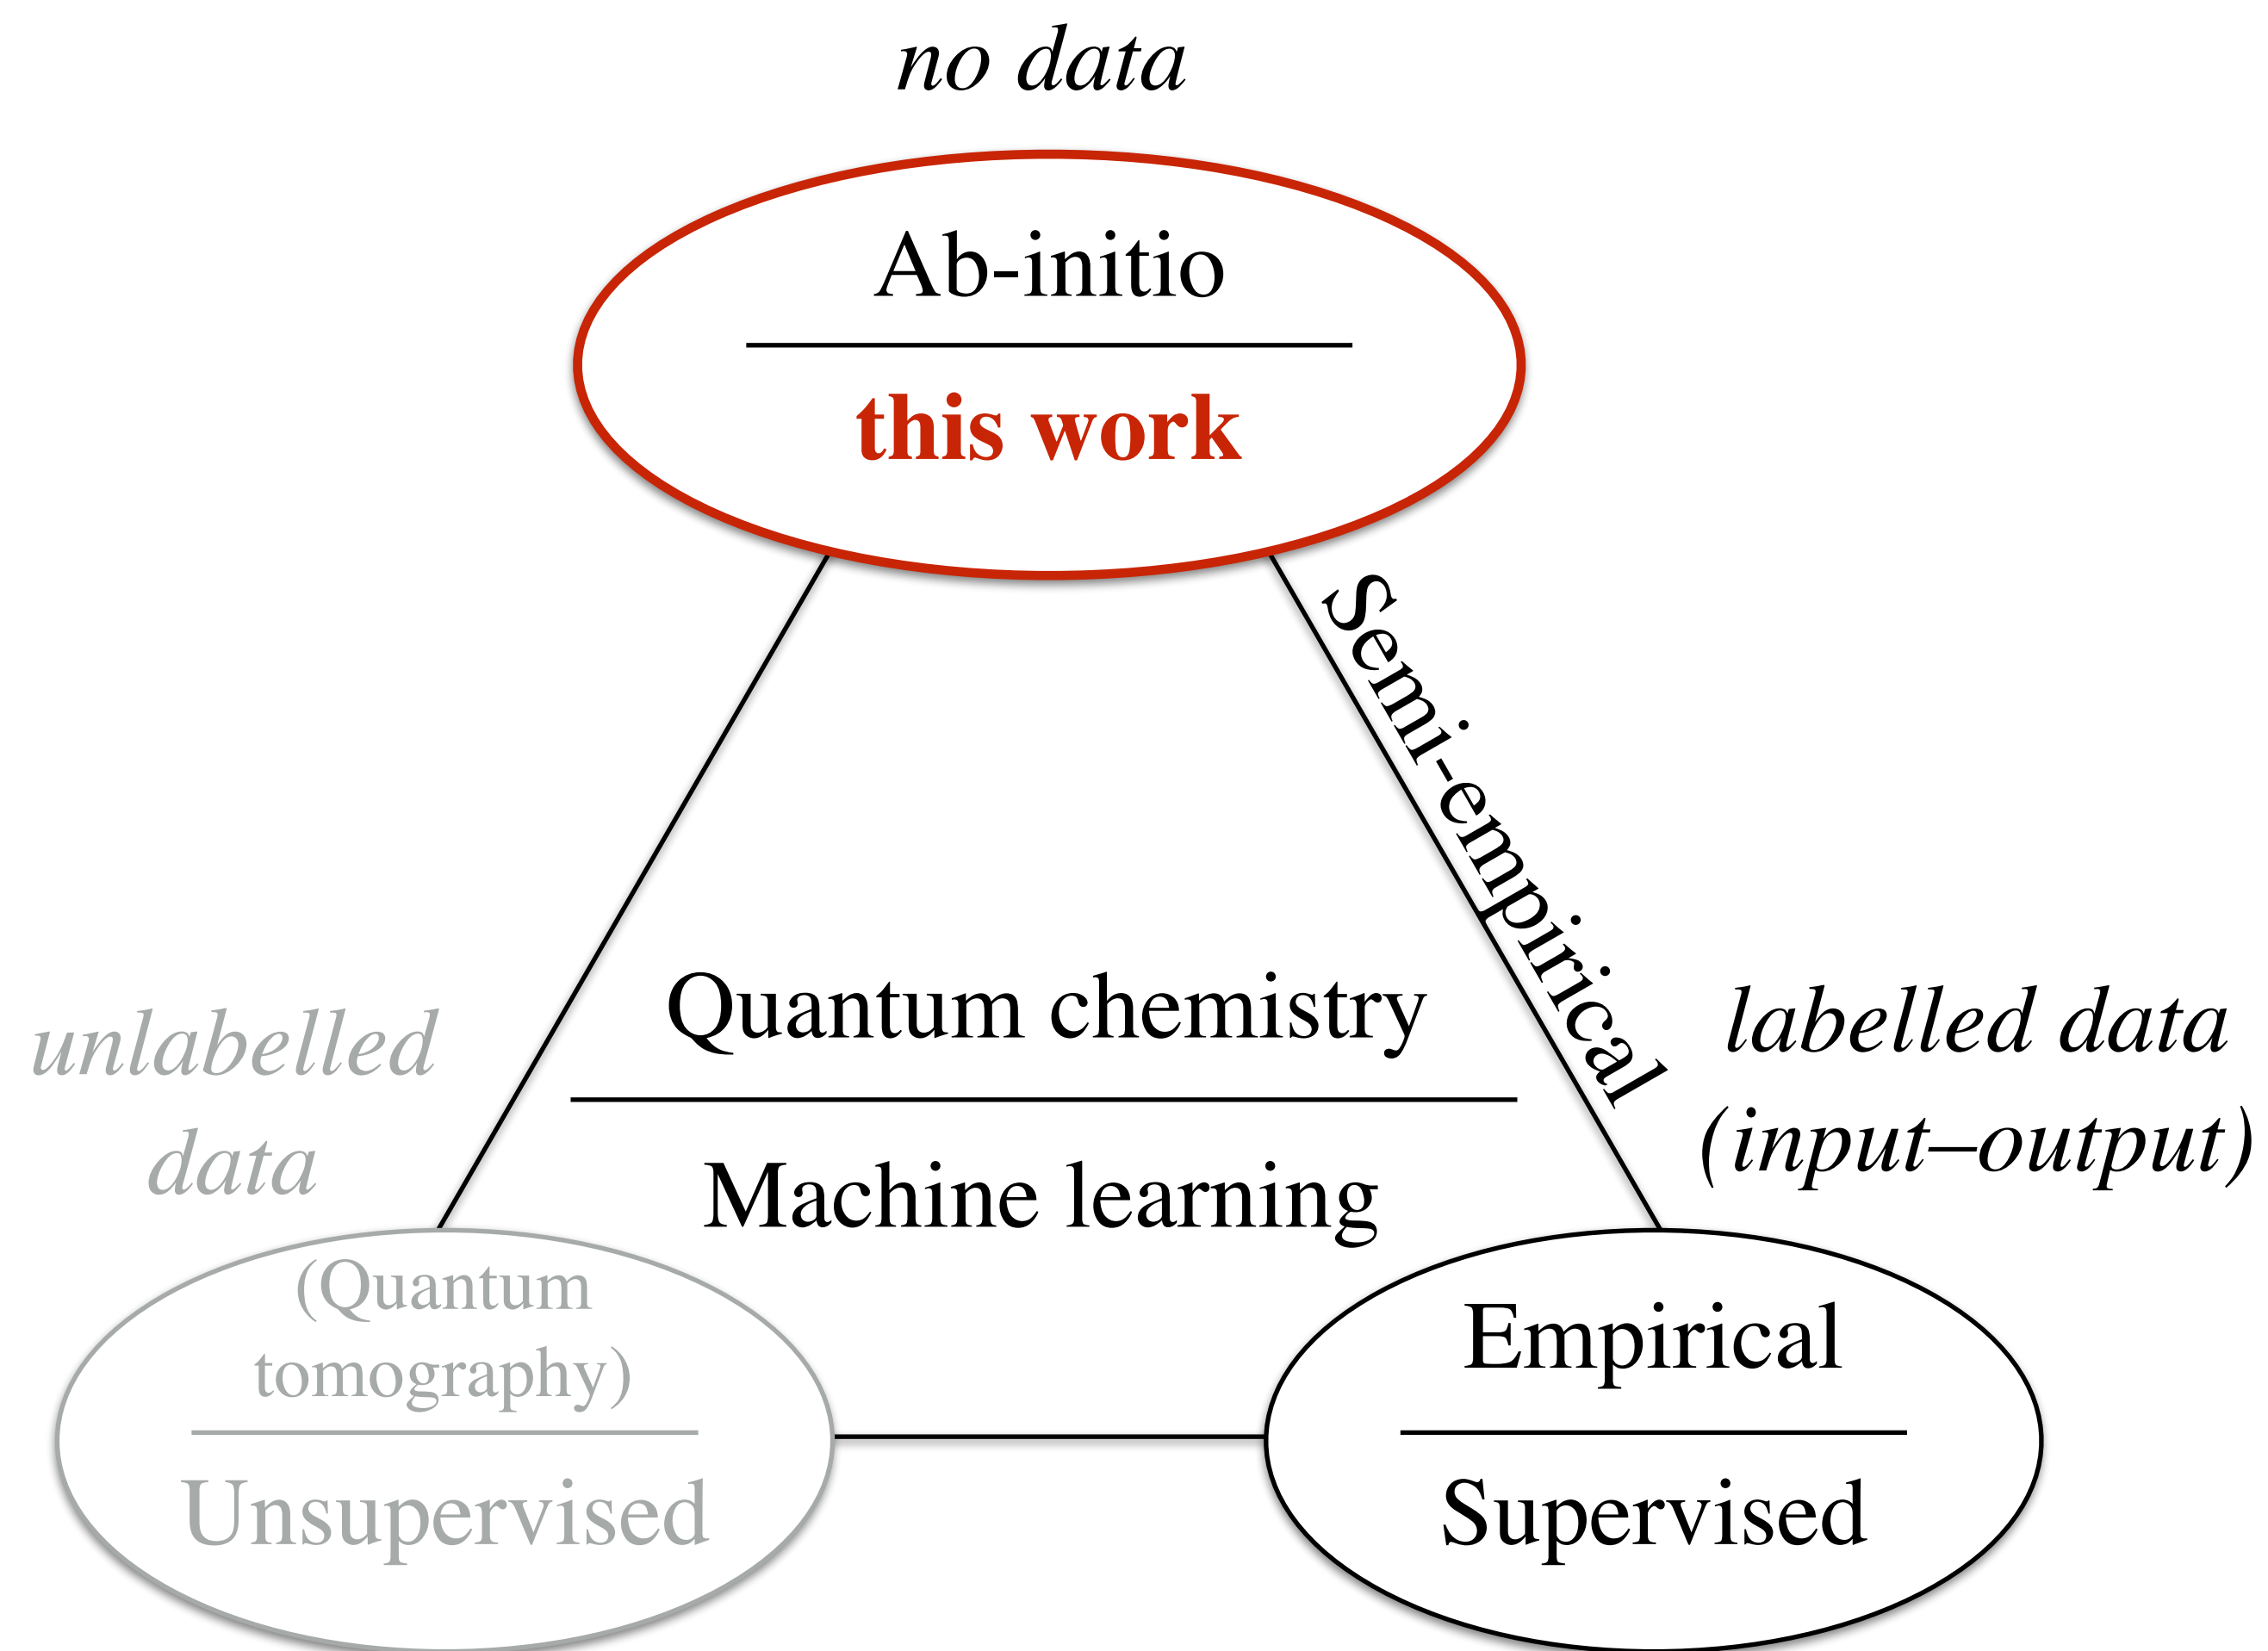 no data
Ab-initio
this work
Semi-empirical
Quantum chemistry
Machine learning
unlabelled
data
labelled data
(input–output)
(Quantum
tomography)
Unsupervised
Empirical
Supervised